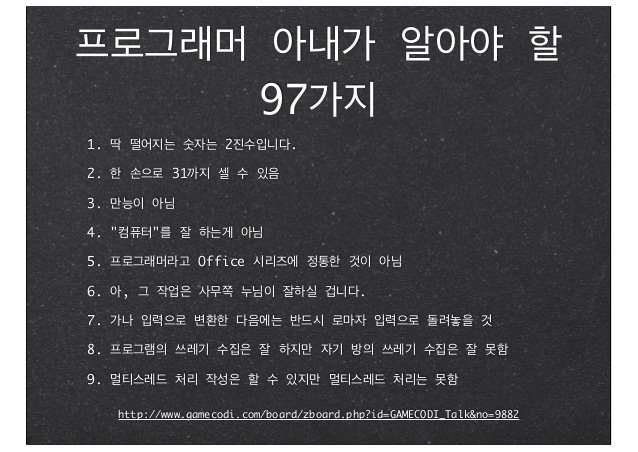 프로그래머 아내가 알아야 할
97가지
1. 딱 떨어지는 숫자는 2진수입니다.
2. 한 손으로 31까지 셀 수 있음
3. 만능이 아님
4. "컴퓨터"를 잘 하는게 아님
5. 프로그래머라고 Office 시리즈에 정통한 것이 아님
6. 아, 그 작업은 사무쪽 누님이 잘하실 겁니다.
7. 가나 입력으로 변환한 다음에는 반드시 로마자 입력으로 돌려놓을 것
8. 프로그램의 쓰레기 수집은 잘 하지만 자기 방의 쓰레기 수집은 잘 못함
9. 멀티스레드 처리 작성은 할 수 있지만 멀티스레드 처리는 못함
http://www.gamecodi.com/board/zboard.php?id=GAMECODI_Talk&no=9882